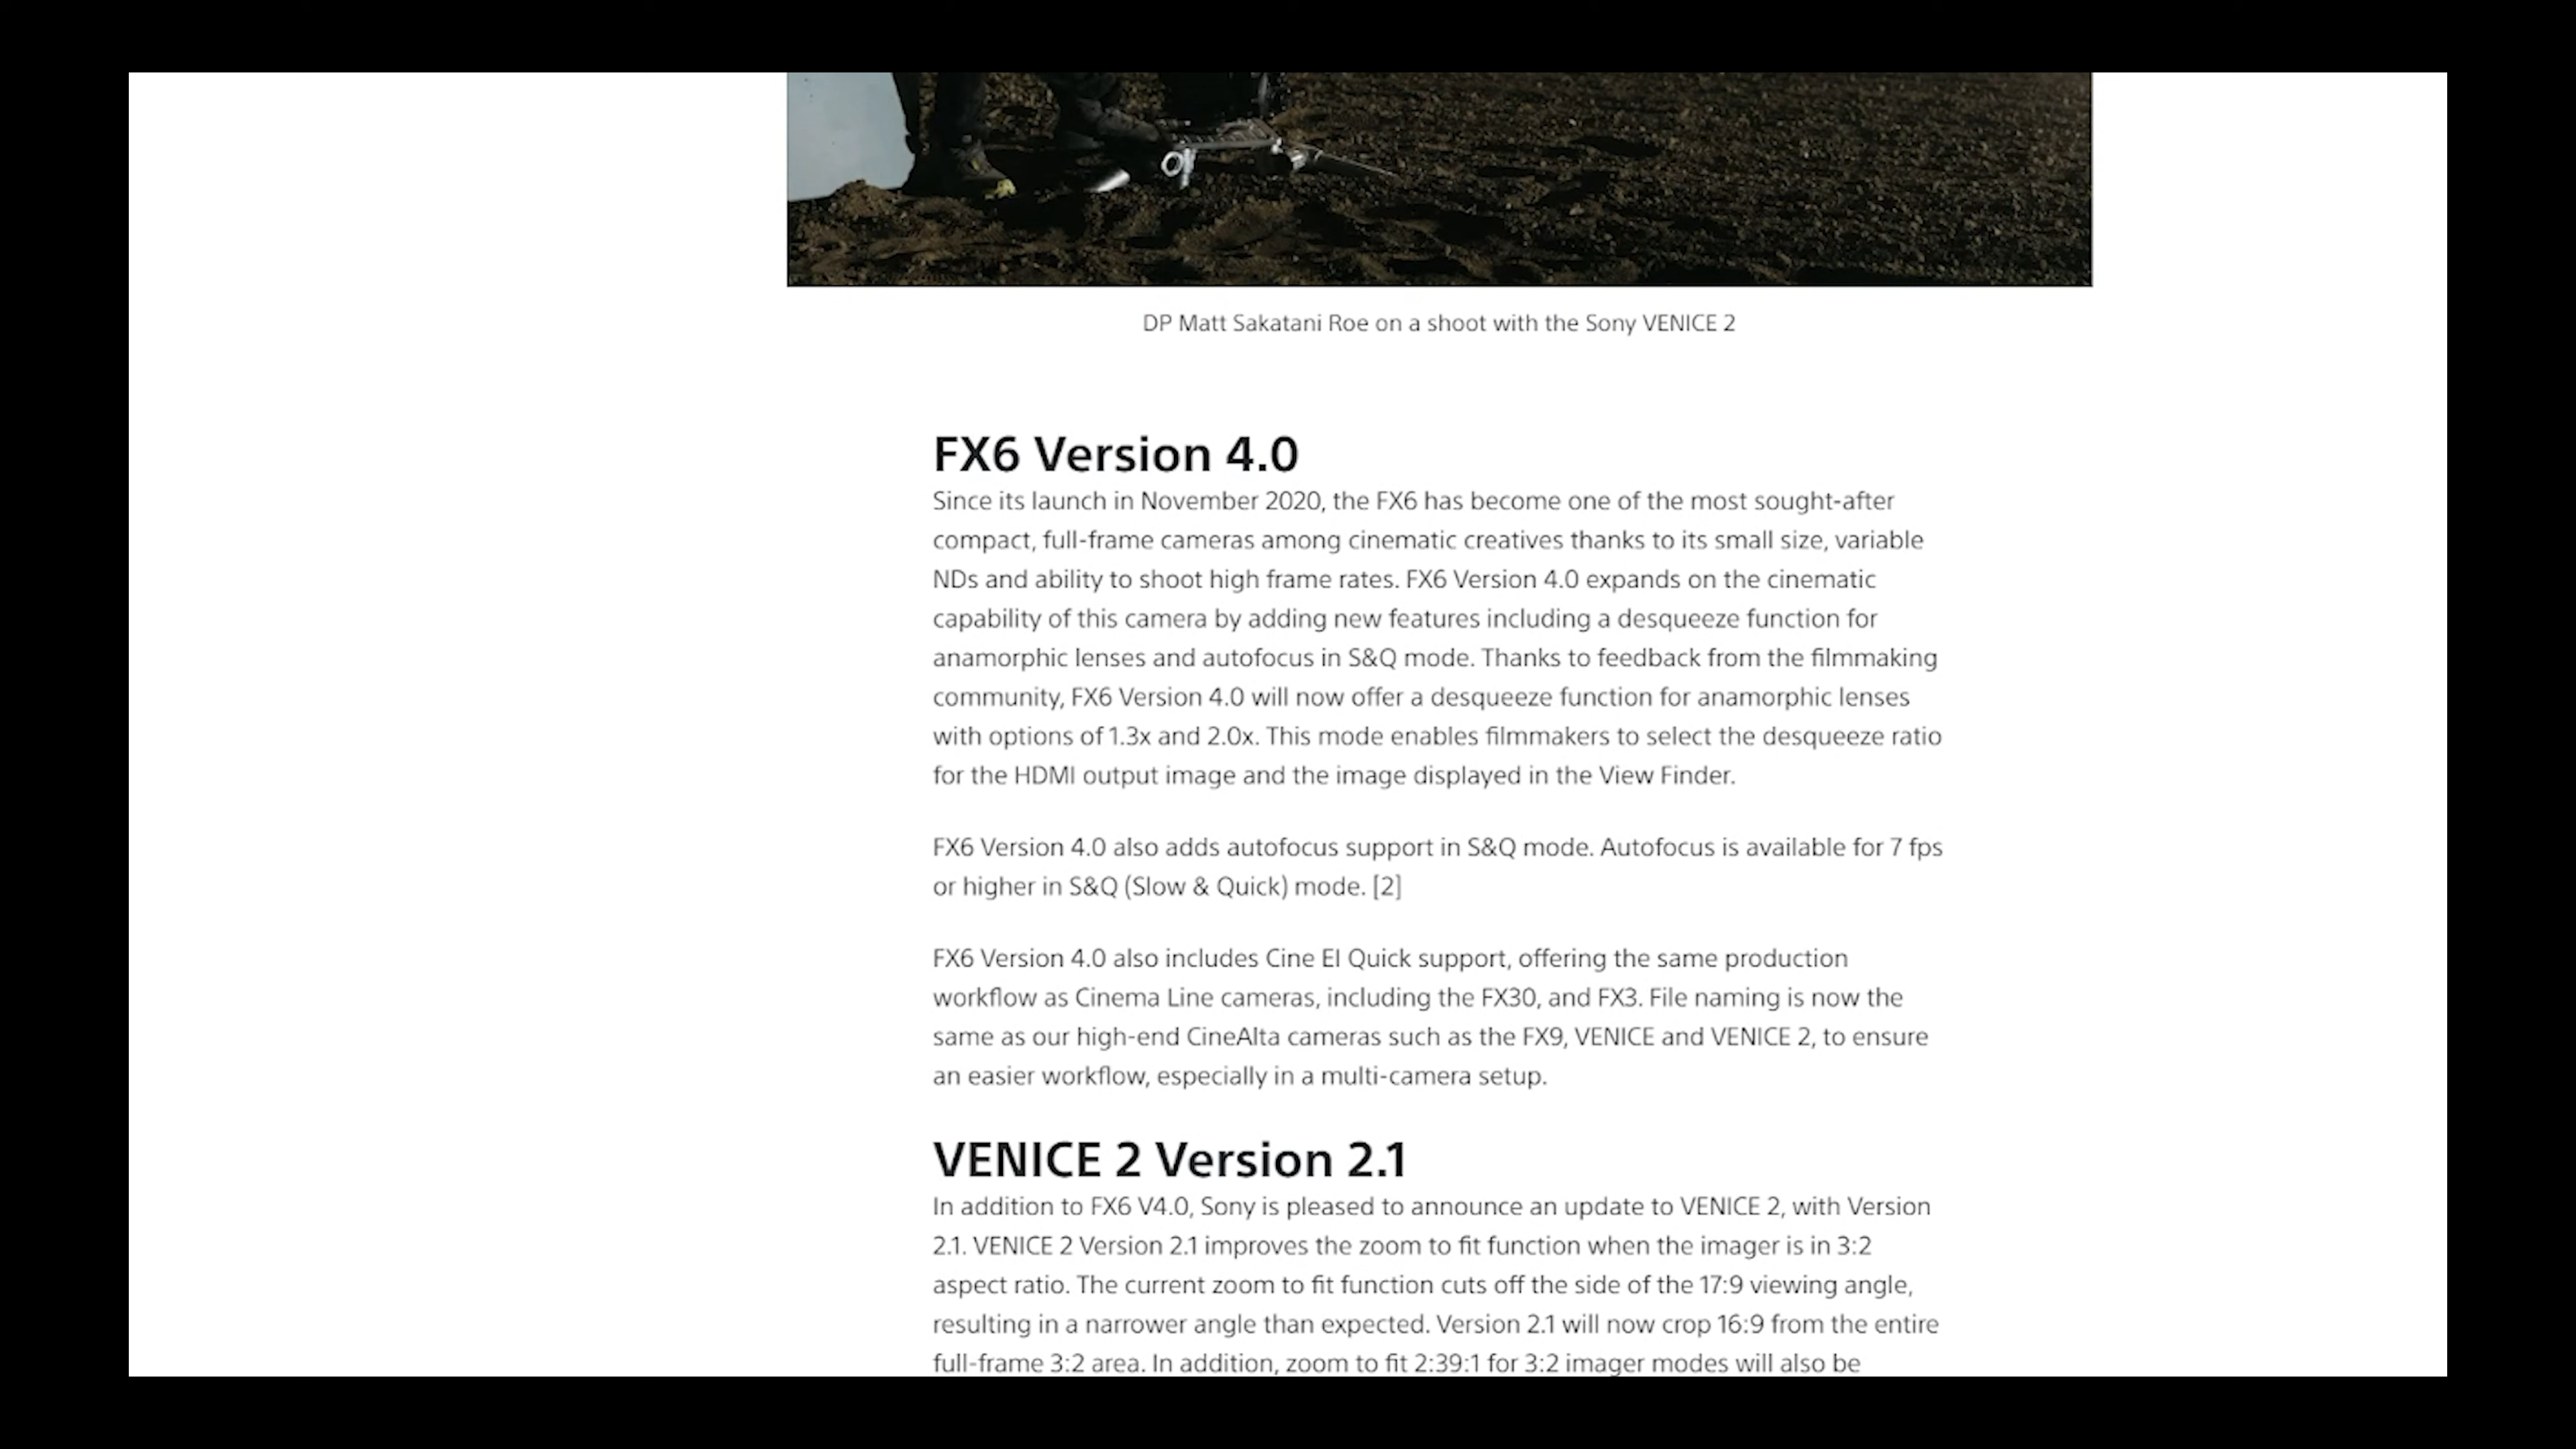 DP Matt Sakatani Roe on a shoot with the Sony VENICE 2
FX6 Version 4.0
Since its launch in November 2020, the FX6 has become one of the most sought-after
compact, full-frame cameras among cinematic creatives thanks to its small size, variable
NDs and ability to shoot high frame rates. FX6 Version 4.0 expands on the cinematic
capability of this camera by adding new features including a desqueeze function for
anamorphic lenses and autofocus in S&Q mode. Thanks to feedback from the filmmaking
community, FX6 Version 4.0 will now offer a desqueeze function for anamorphic lenses
with options of 1.3x and 2.0x. This mode enables filmmakers to select the desqueeze ratio
for the HDMI output image and the image displayed in the View Finder.
FX6 Version 4.0 also adds autofocus support in S&Q mode. Autofocus is available for 7 fps
or higher in S&Q (Slow & Quick) mode. [2]
FX6 Version 4.0 also includes Cine EI Quick support, offering the same production
workflow as Cinema Line cameras, including the FX30, and FX3. File naming is now the
same as our high-end CineAlta cameras such as the FX9, VENICE and VENICE 2, to ensure
an easier workflow, especially in a multi-camera setup.
VENICE 2 Version 2.1
In addition to FX6 V4.0, Sony is pleased to announce an update to VENICE 2, with Version
2.1. VENICE 2 Version 2.1 improves the zoom to fit function when the imager is in 3:2
aspect ratio. The current zoom to fit function cuts off the side of the 17:9 viewing angle,
resulting in a narrower angle than expected. Version 2.1 will now crop 16:9 from the entire
full-frame 3:2 area. In addition, zoom to fit 2:39:1 for 3:2 imager modes will also be